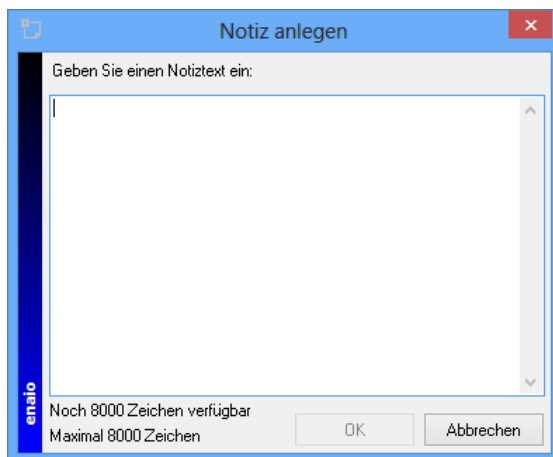 Notiz anlegen
Geben Sie einen Notiztext ein:
enaio
Noch 8000 Zeichen verfügbar
Maximal 8000 Zeichen
OK
Abbrechen